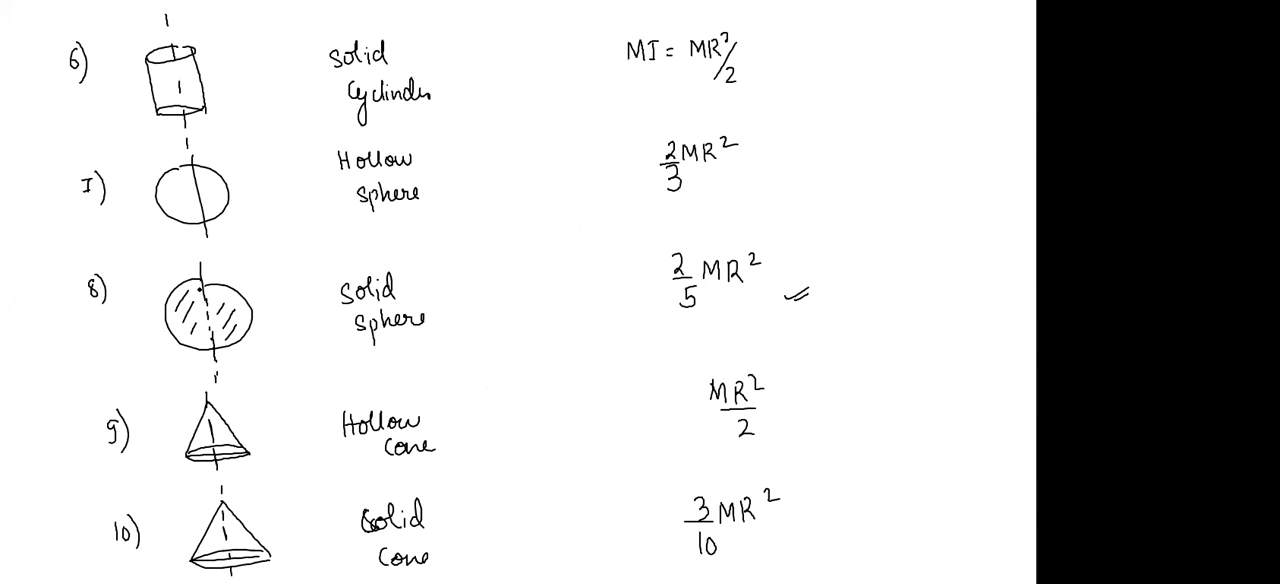 6) Solid MI = MR²/2
Cylinder
7) Hollow 2/3 MR²
sphere
8) Solid 2/5 MR²
sphere
9) Hollow MR²/2
Cone
10) Solid 3/10 MR²
Cone